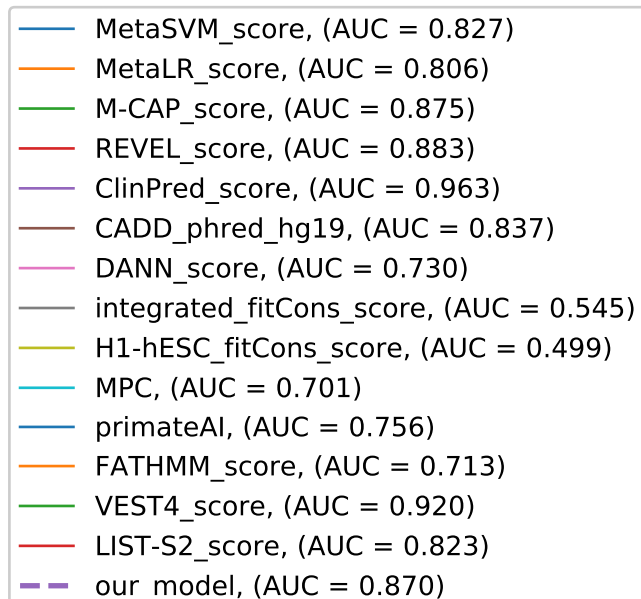 MetaSVM_score, (AUC = 0.827)
MetaLR_score, (AUC = 0.806)
M-CAP_score, (AUC = 0.875)
REVEL_score, (AUC = 0.883)
ClinPred_score, (AUC = 0.963)
CADD_phred_hg19, (AUC = 0.837)
DANN_score, (AUC = 0.730)
integrated_fitCons_score, (AUC = 0.545)
H1-hESC_fitCons_score, (AUC = 0.499)
MPC, (AUC = 0.701)
primateAI, (AUC = 0.756)
FATHMM_score, (AUC = 0.713)
VEST4_score, (AUC = 0.920)
LIST-S2_score, (AUC = 0.823)
our model, (AUC = 0.870)